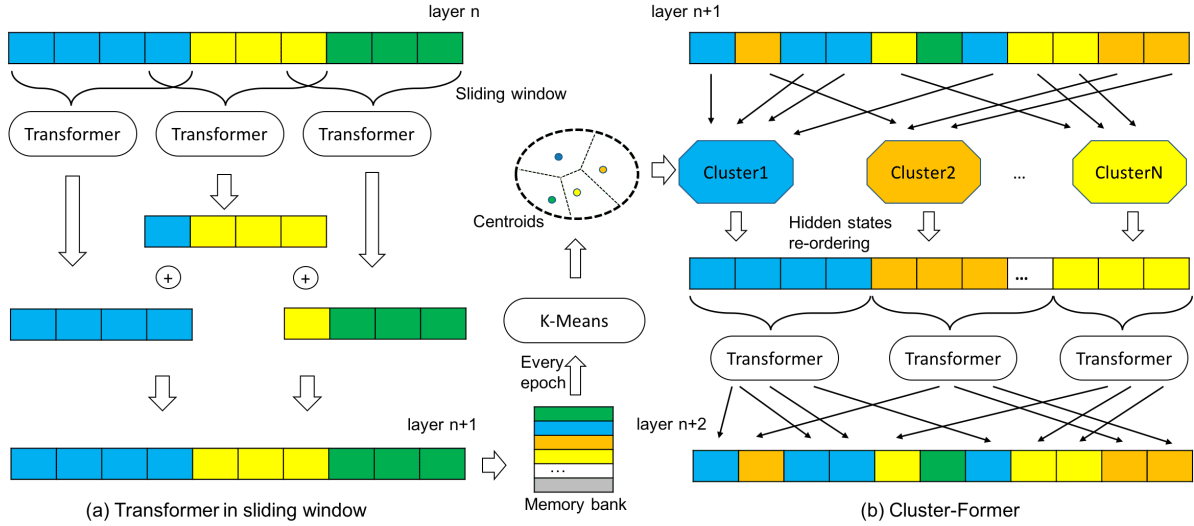 layer n
Sliding window
Transformer
Transformer
Transformer
+
+
layer n+1
(a) Transformer in sliding window
Centroids
K-Means
Every
epoch
...
Memory bank
layer n+1
Cluster1
Cluster2
...
ClusterN
Hidden states
re-ordering
...
Transformer
Transformer
Transformer
layer n+2
(b) Cluster-Former